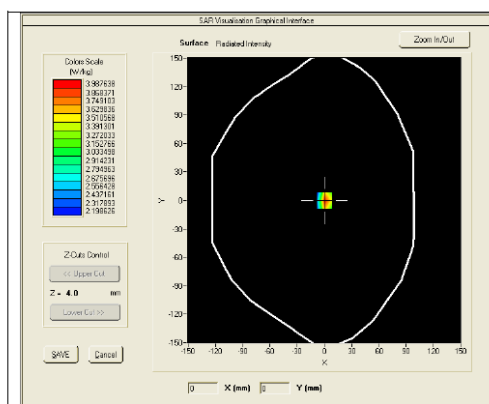 SAR Visualisation Graphical Interface
Surface Radiated Intensity
Zoom In/Out
Colors Scale
(W/kg)
3.987638
3.868371
3.749103
3.629836
3.510568
3.391301
3.272033
3.152766
3.033498
2.914231
2.794963
2.675696
2.556428
2.437161
2.317893
2.198626
Z-Cuts Control
<< Upper Cut
Z = 4.0 mm
Lower Cut >>
SAVE Cancel
150
120
90
60
30
0
-30
-60
-90
-120
-150
Y
-150 -120 -90 -60 -30 0 30 60 90 120 150
X
0 X (mm) 0 Y (mm)